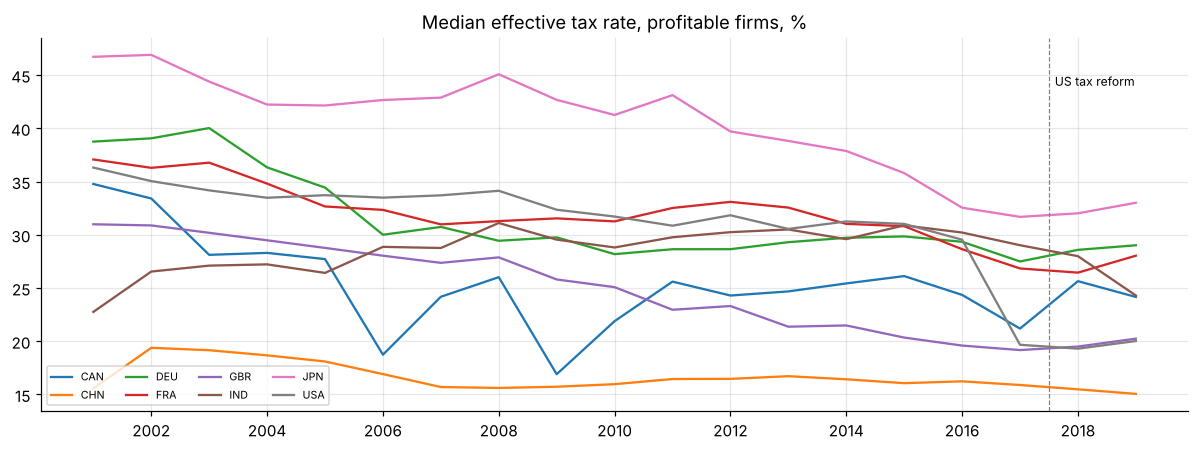 Median effective tax rate, profitable firms, %
45
40
35
30
25
20
15
US tax reform
CAN DEU GBR JPN
CHN FRA IND USA
2002 2004 2006 2008 2010 2012 2014 2016 2018